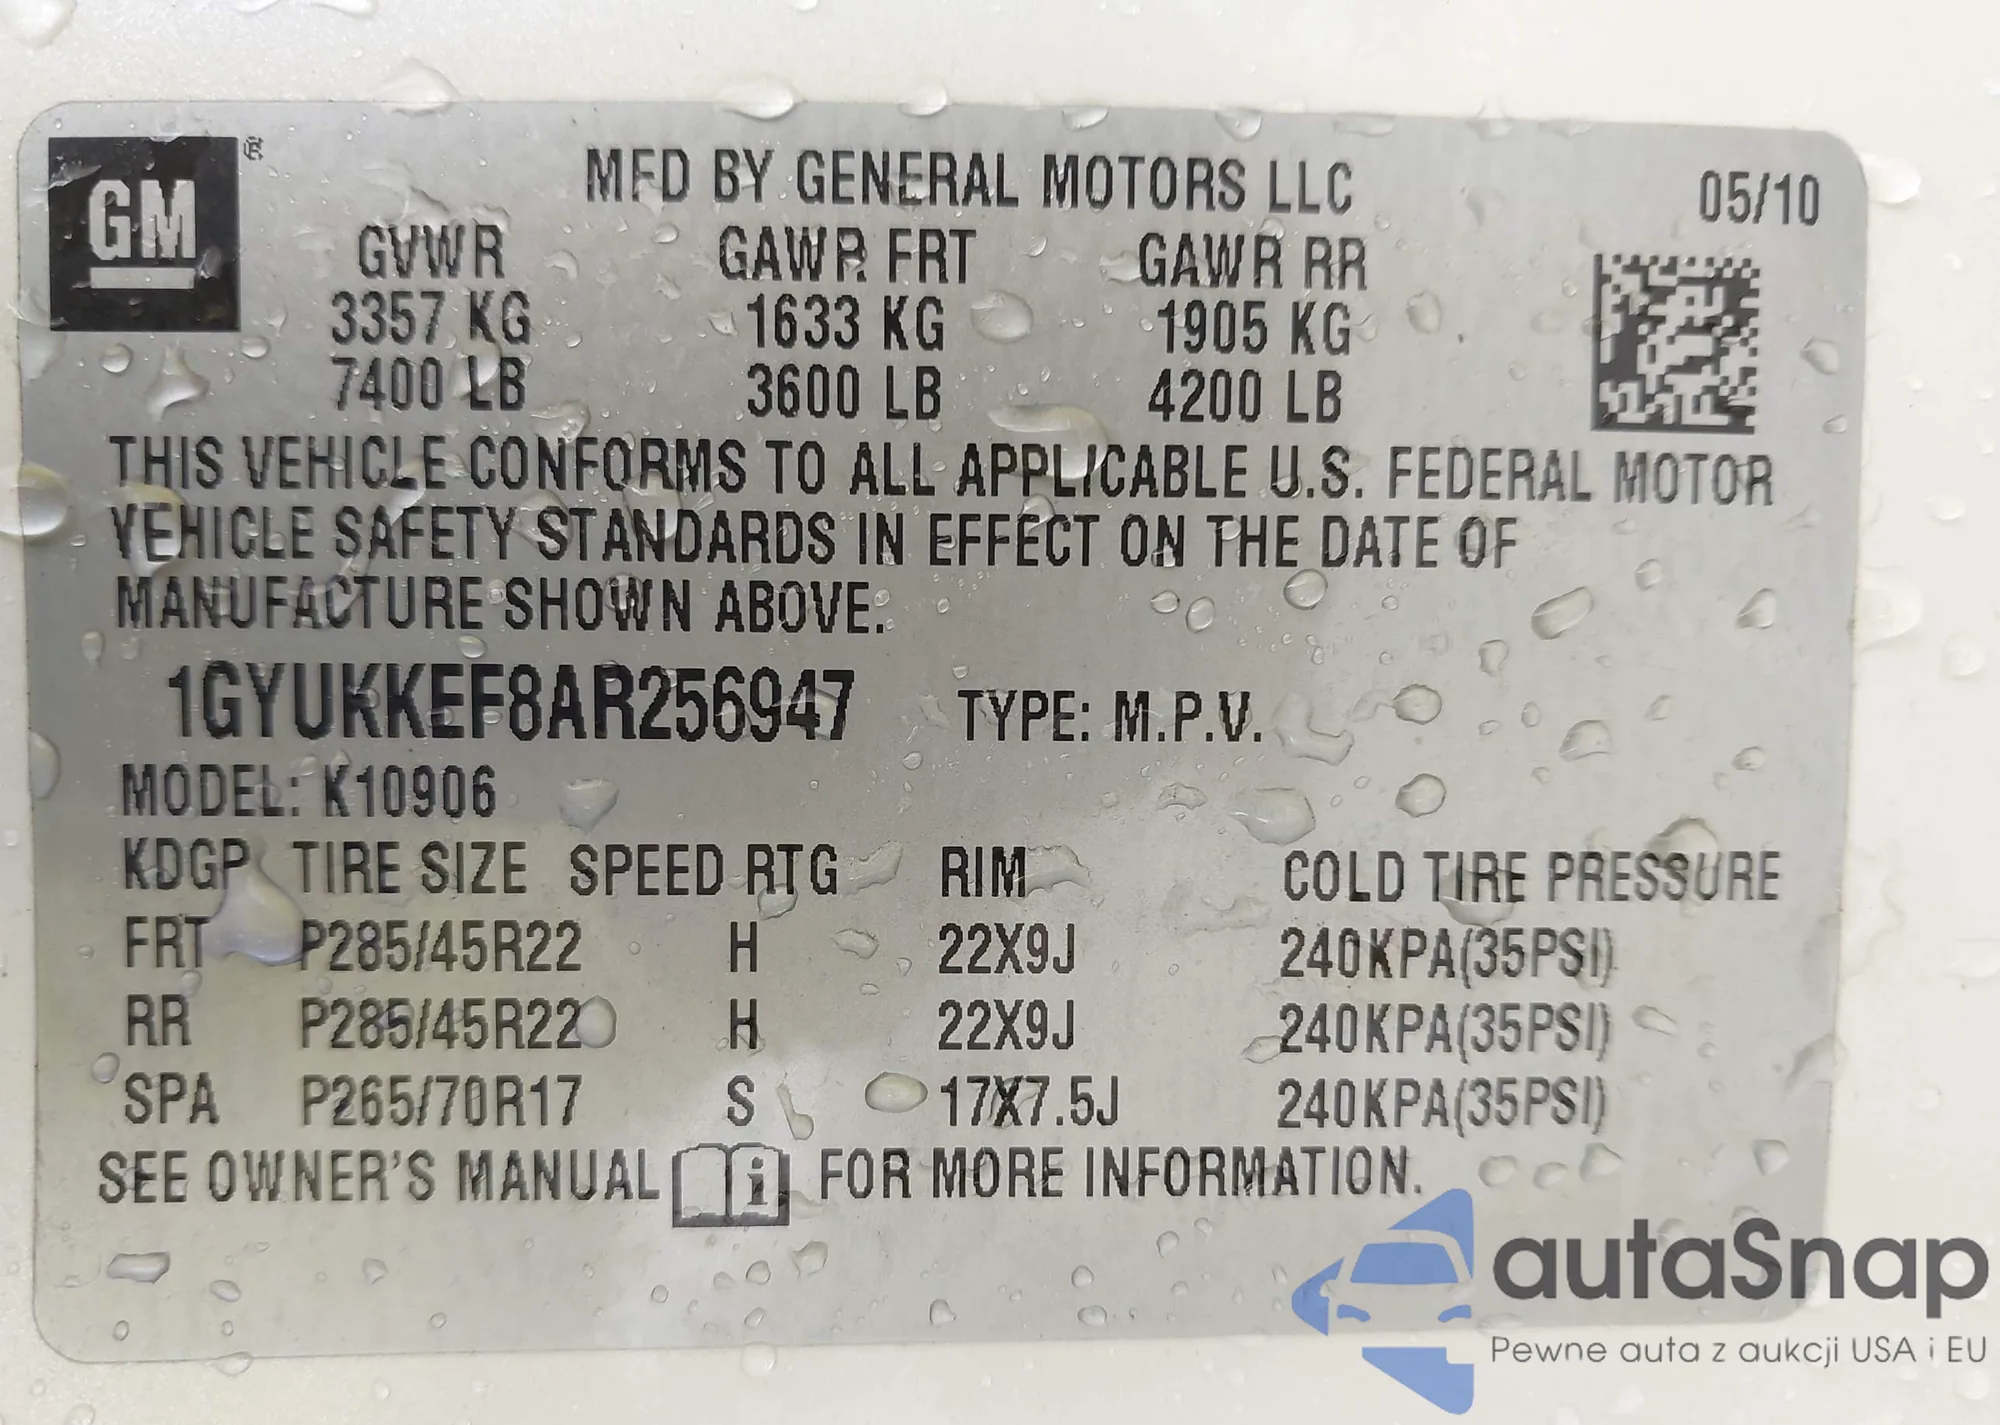 GM ®
MFD BY GENERAL MOTORS LLC 05/10
GVWR GAWR FRT GAWR RR
3357 KG 1633 KG 1905 KG
7400 LB 3600 LB 4200 LB
THIS VEHICLE CONFORMS TO ALL APPLICABLE U.S. FEDERAL MOTOR
VEHICLE SAFETY STANDARDS IN EFFECT ON THE DATE OF
MANUFACTURE SHOWN ABOVE.
1GYUKKEF8AR256947 TYPE: M.P.V.
MODEL: K10906
KDGP TIRE SIZE SPEED RTG RIM COLD TIRE PRESSURE
FRT P285/45R22 H 22X9J 240KPA(35PSI)
RR P285/45R22 H 22X9J 240KPA(35PSI)
SPA P265/70R17 S 17X7.5J 240KPA(35PSI)
SEE OWNER'S MANUAL i FOR MORE INFORMATION.
autaSnap
Pewne auta z aukcji USA i EU